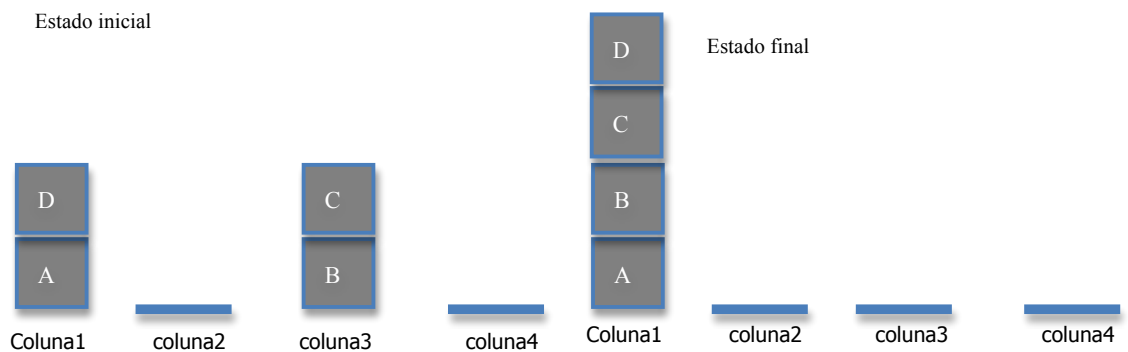 Estado inicial
D
A
C
B
Coluna1 coluna2 coluna3 coluna4
Estado final
D
C
B
A
Coluna1 coluna2 coluna3 coluna4